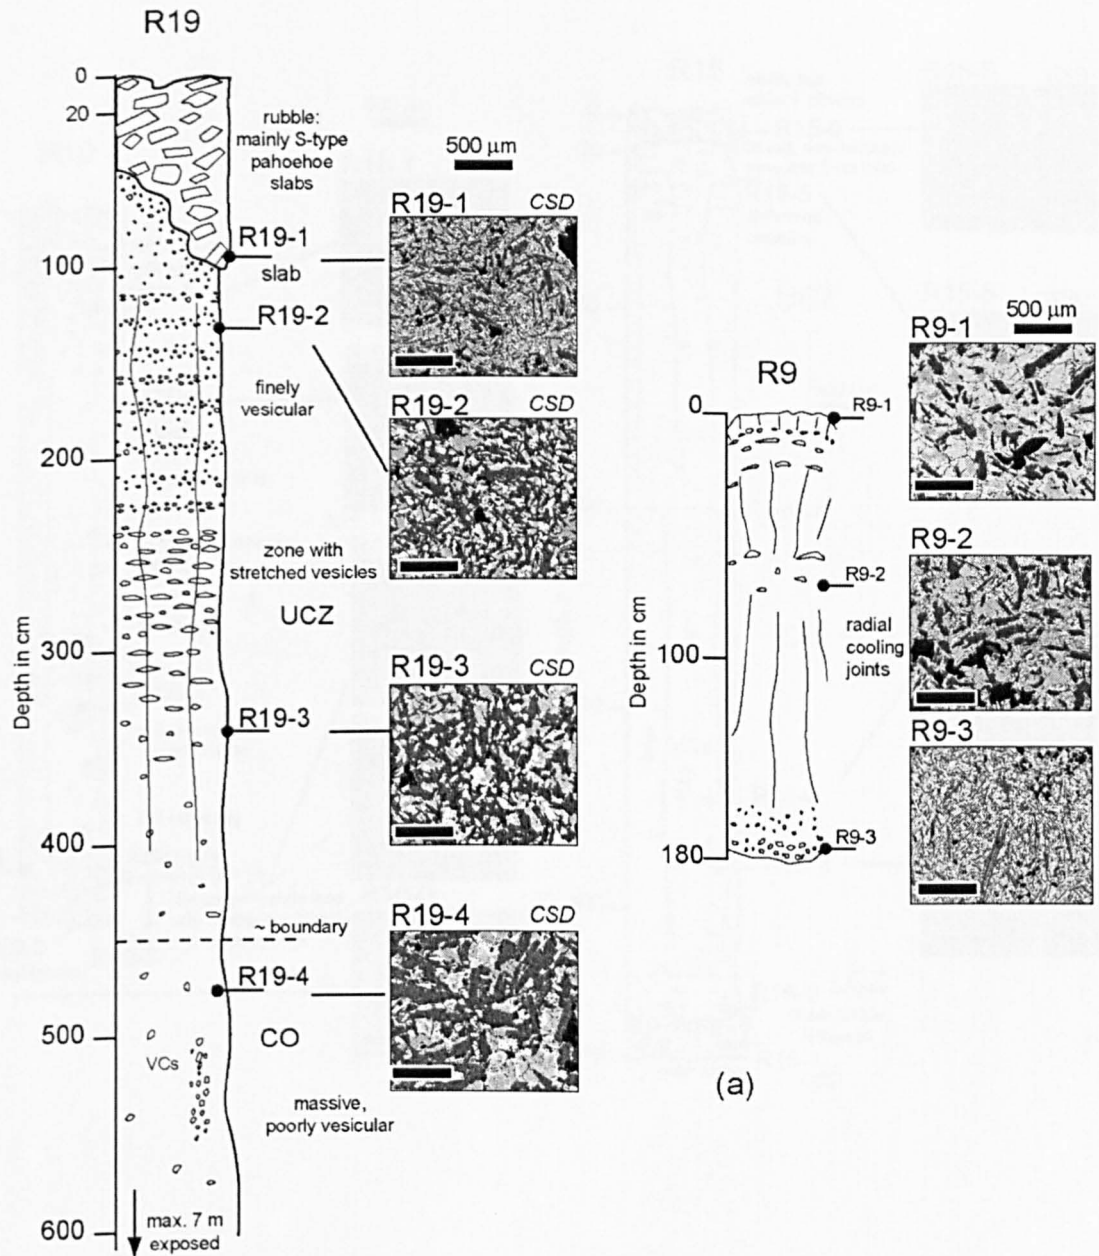 R19
0
20
100
200
300
400
500
600
Depth in cm
rubble:
mainly S-type
pahoehoe
slabs
R19-1
slab
R19-2
finely
vesicular
zone with
stretched vesicles
UCZ
R19-3
~ boundary
R19-4
CO
VCs
massive,
poorly vesicular
max. 7 m
exposed
500 µm
R19-1 CSD
R19-2 CSD
R19-3 CSD
R19-4 CSD
R9
0
100
180
Depth in cm
R9-1
R9-2
radial
cooling
joints
R9-3
500 µm
R9-1
R9-2
R9-3
(a)